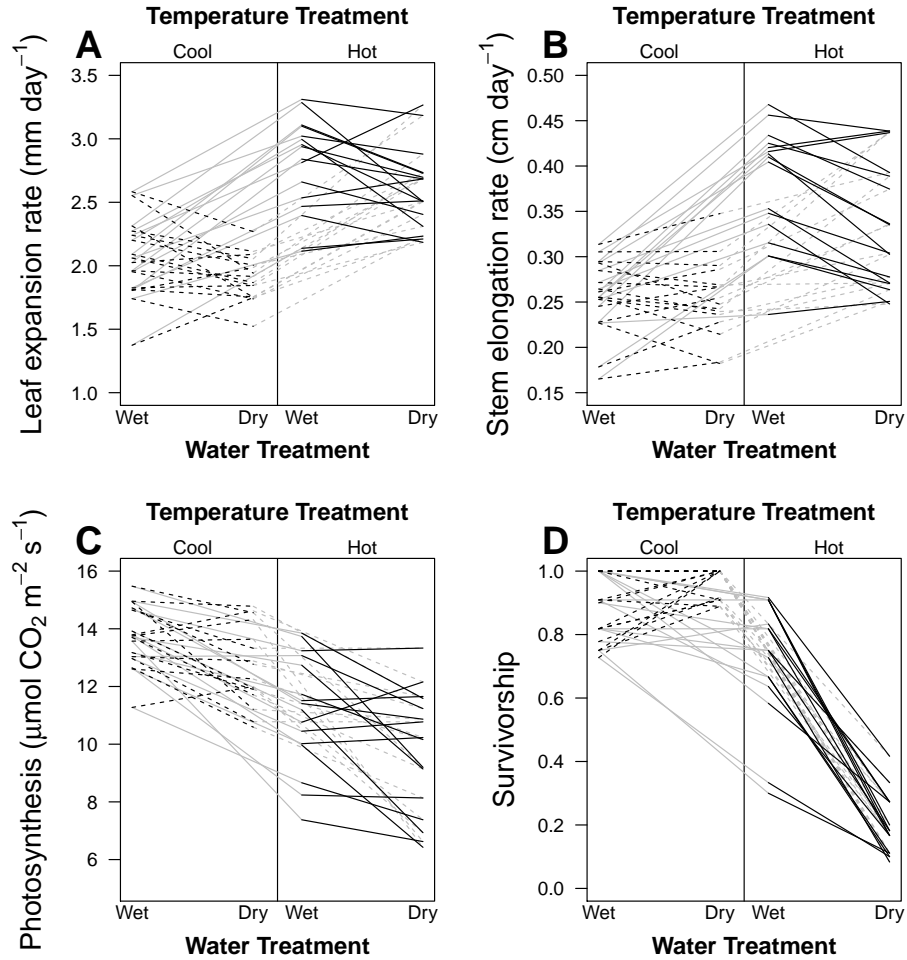 Temperature Treatment
A
Cool
Hot
Leaf expansion rate (mm day⁻¹)
3.5
3.0
2.5
2.0
1.5
1.0
Wet
Dry
Wet
Dry
Water Treatment
Temperature Treatment
B
Cool
Hot
Stem elongation rate (cm day⁻¹)
0.50
0.45
0.40
0.35
0.30
0.25
0.20
0.15
Wet
Dry
Wet
Dry
Water Treatment
Temperature Treatment
C
Cool
Hot
Photosynthesis (μmol CO₂ m⁻² s⁻¹)
16
14
12
10
8
6
Wet
Dry
Wet
Dry
Water Treatment
Temperature Treatment
D
Cool
Hot
Survivorship
1.0
0.8
0.6
0.4
0.2
0.0
Wet
Dry
Wet
Dry
Water Treatment